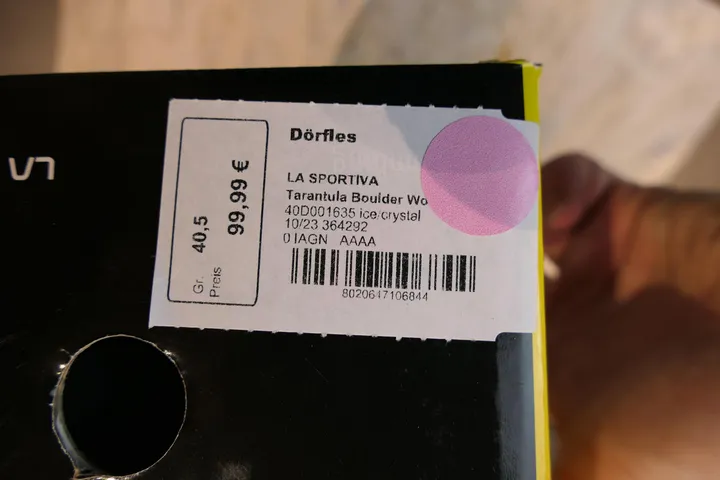 Dörfles
LA SPORTIVA
Tarantula Boulder Wo
40D001635 ice/crystal
10/23 364292
0 IAGN AAAA
8020647106844
Gr. 40,5
Preis 99,99 €